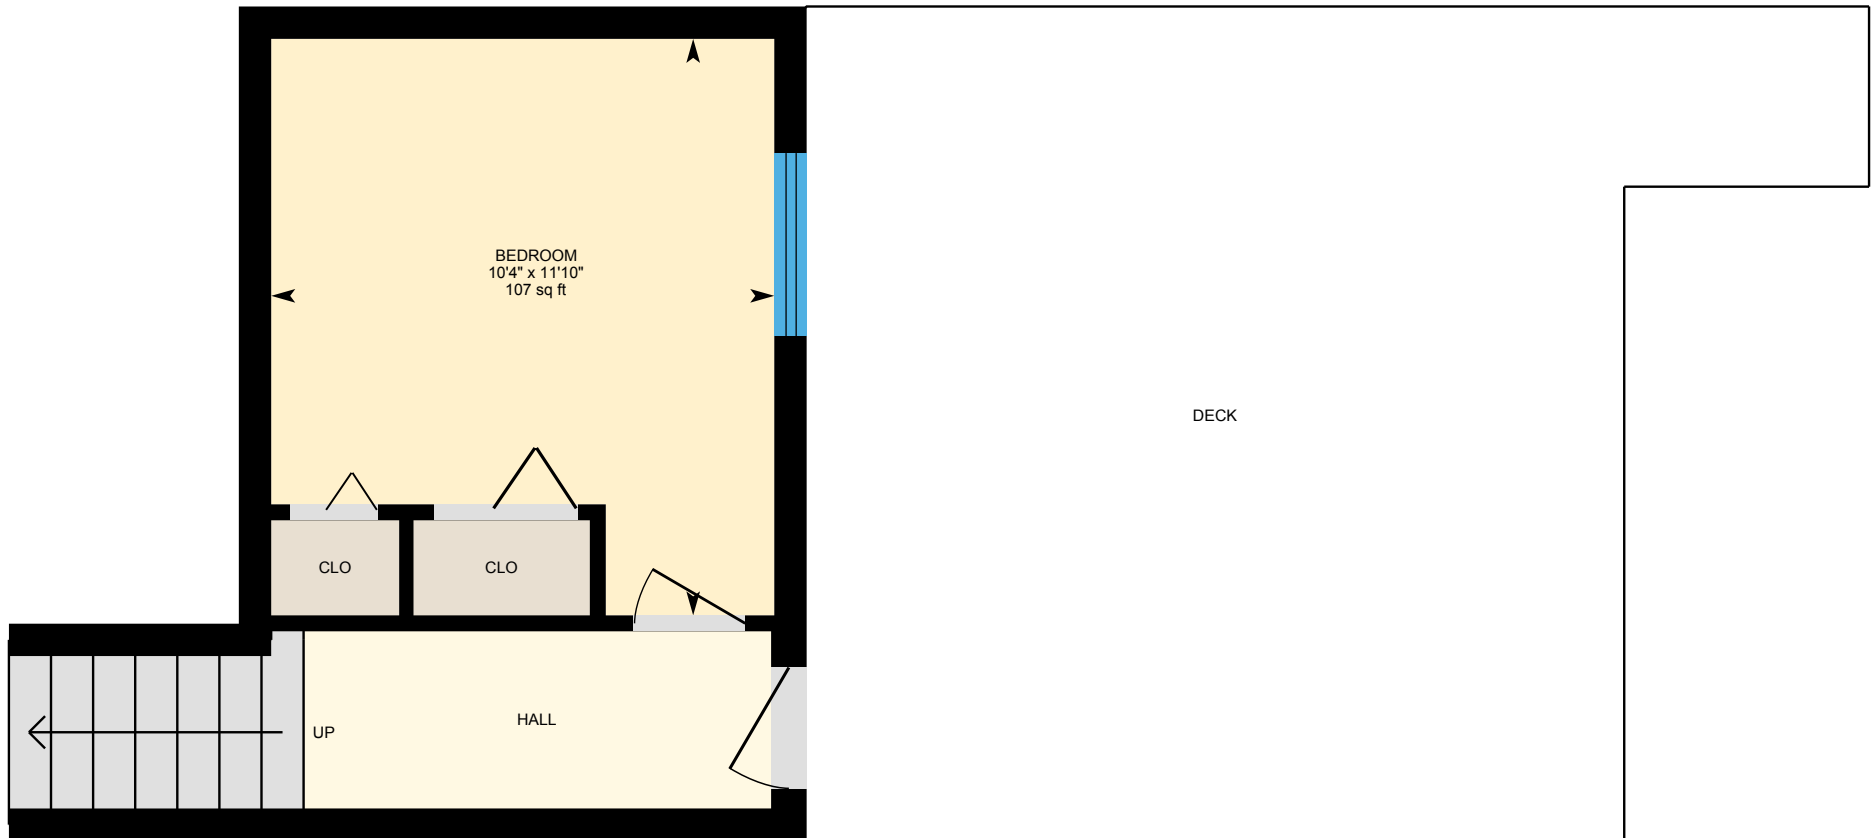 BEDROOM
10'4" x 11'10"
107 sq ft
DECK
CLO
CLO
HALL
UP